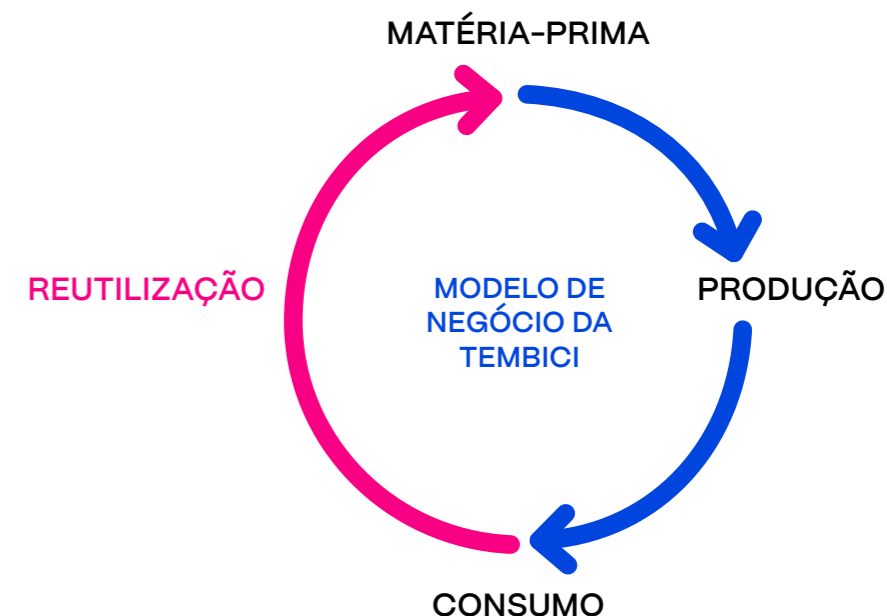 MATÉRIA-PRIMA
REUTILIZAÇÃO
MODELO DE
NEGÓCIO DA
TEMBICI
PRODUÇÃO
CONSUMO